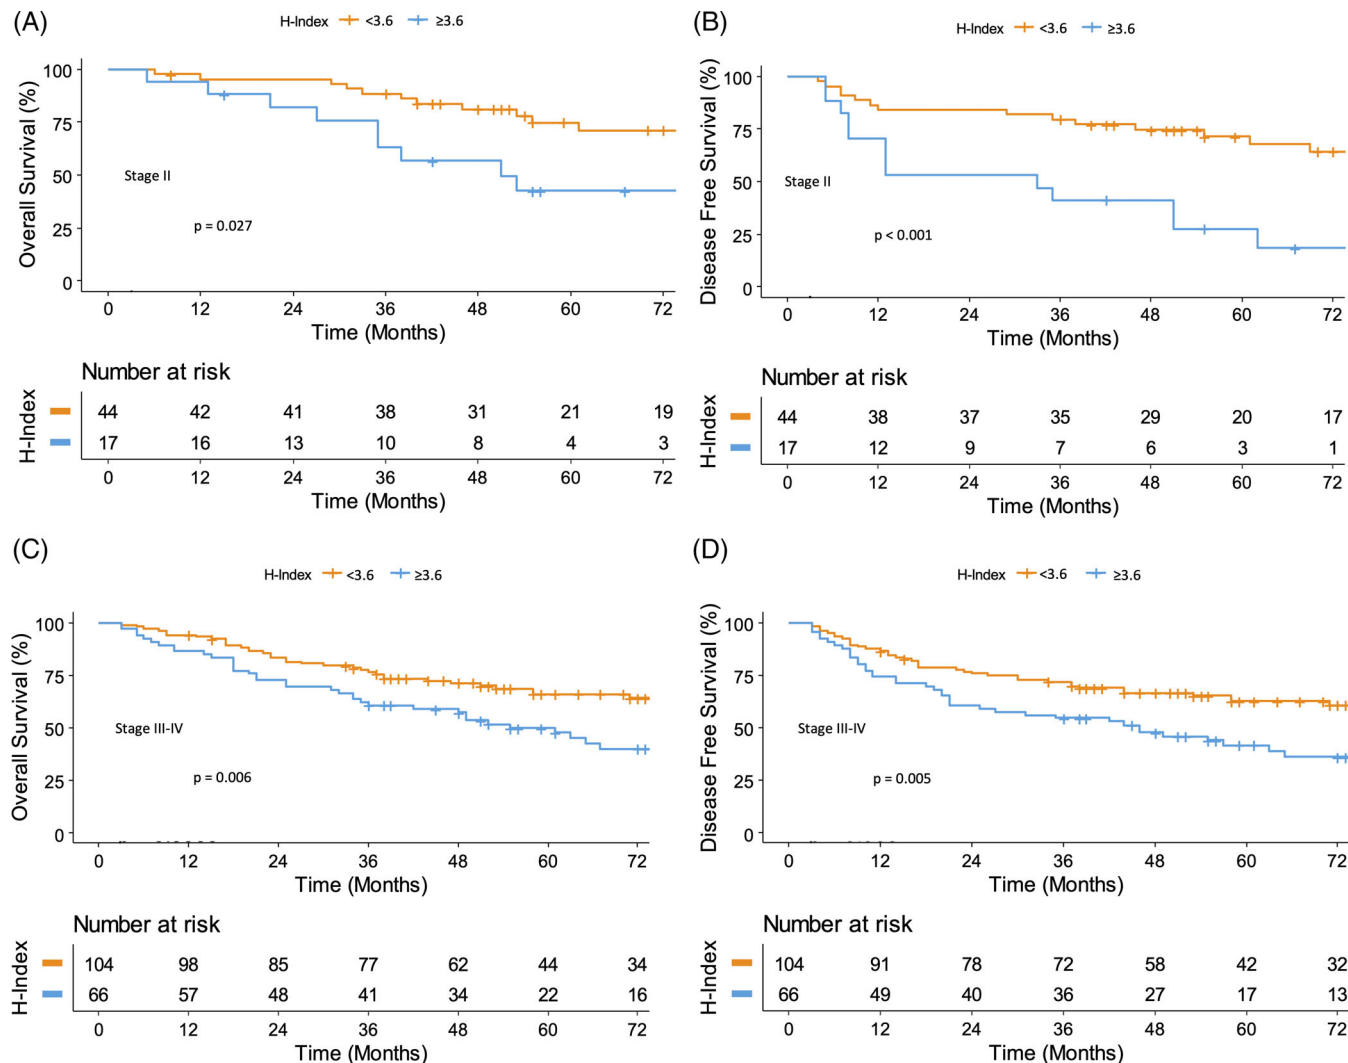 (A)
H-Index <3.6 ≥3.6
Overall Survival (%)
100
75
50
25
0
Stage II
p = 0.027
0 12 24 36 48 60 72
Time (Months)
Number at risk
H-Index
44 42 41 38 31 21 19
17 16 13 10 8 4 3
0 12 24 36 48 60 72
Time (Months)
(B)
H-Index <3.6 ≥3.6
Disease Free Survival (%)
100
75
50
25
0
Stage II
p < 0.001
0 12 24 36 48 60 72
Time (Months)
Number at risk
H-Index
44 38 37 35 29 20 17
17 12 9 7 6 3 1
0 12 24 36 48 60 72
Time (Months)
(C)
H-Index <3.6 ≥3.6
Overall Survival (%)
100
75
50
25
0
Stage III-IV
p = 0.006
0 12 24 36 48 60 72
Time (Months)
Number at risk
H-Index
104 98 85 77 62 44 34
66 57 48 41 34 22 16
0 12 24 36 48 60 72
Time (Months)
(D)
H-Index <3.6 ≥3.6
Disease Free Survival (%)
100
75
50
25
0
Stage III-IV
p = 0.005
0 12 24 36 48 60 72
Time (Months)
Number at risk
H-Index
104 91 78 72 58 42 32
66 49 40 36 27 17 13
0 12 24 36 48 60 72
Time (Months)